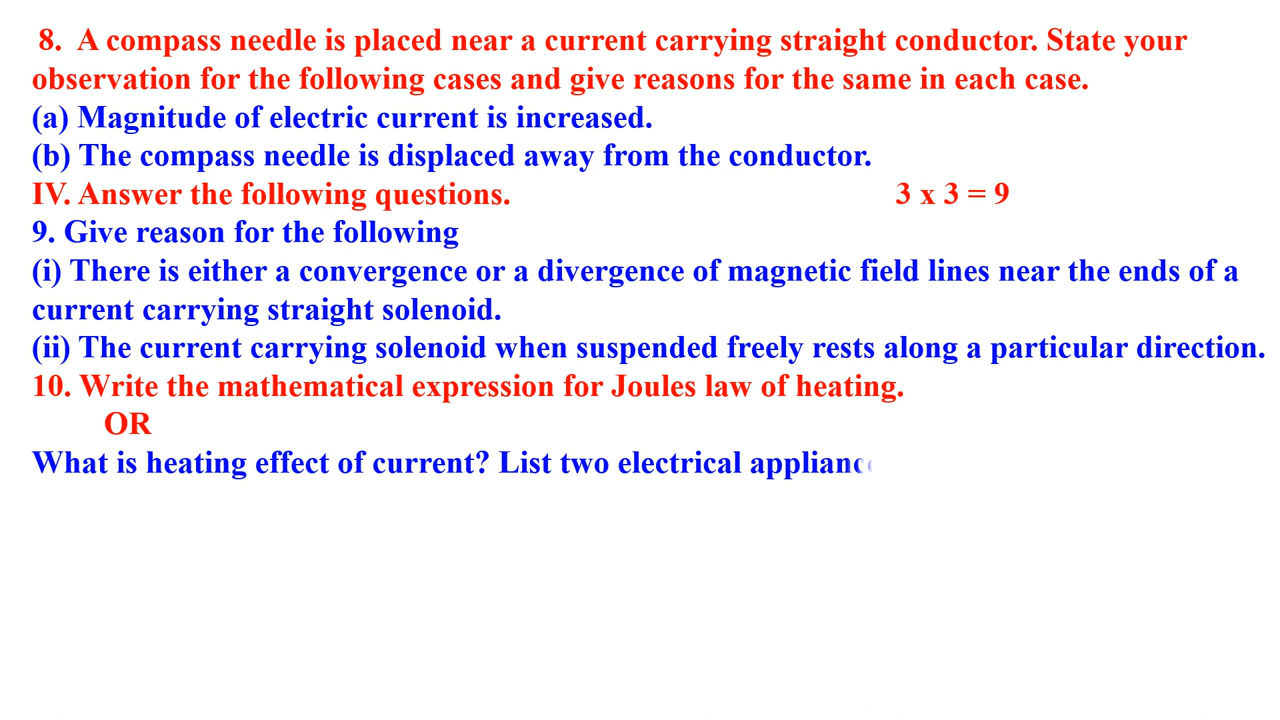 8. A compass needle is placed near a current carrying straight conductor. State your
observation for the following cases and give reasons for the same in each case.
(a) Magnitude of electric current is increased.
(b) The compass needle is displaced away from the conductor.
IV. Answer the following questions. 3 x 3 = 9
9. Give reason for the following
(i) There is either a convergence or a divergence of magnetic field lines near the ends of a
current carrying straight solenoid.
(ii) The current carrying solenoid when suspended freely rests along a particular direction.
10. Write the mathematical expression for Joules law of heating.
OR
What is heating effect of current? List two electrical